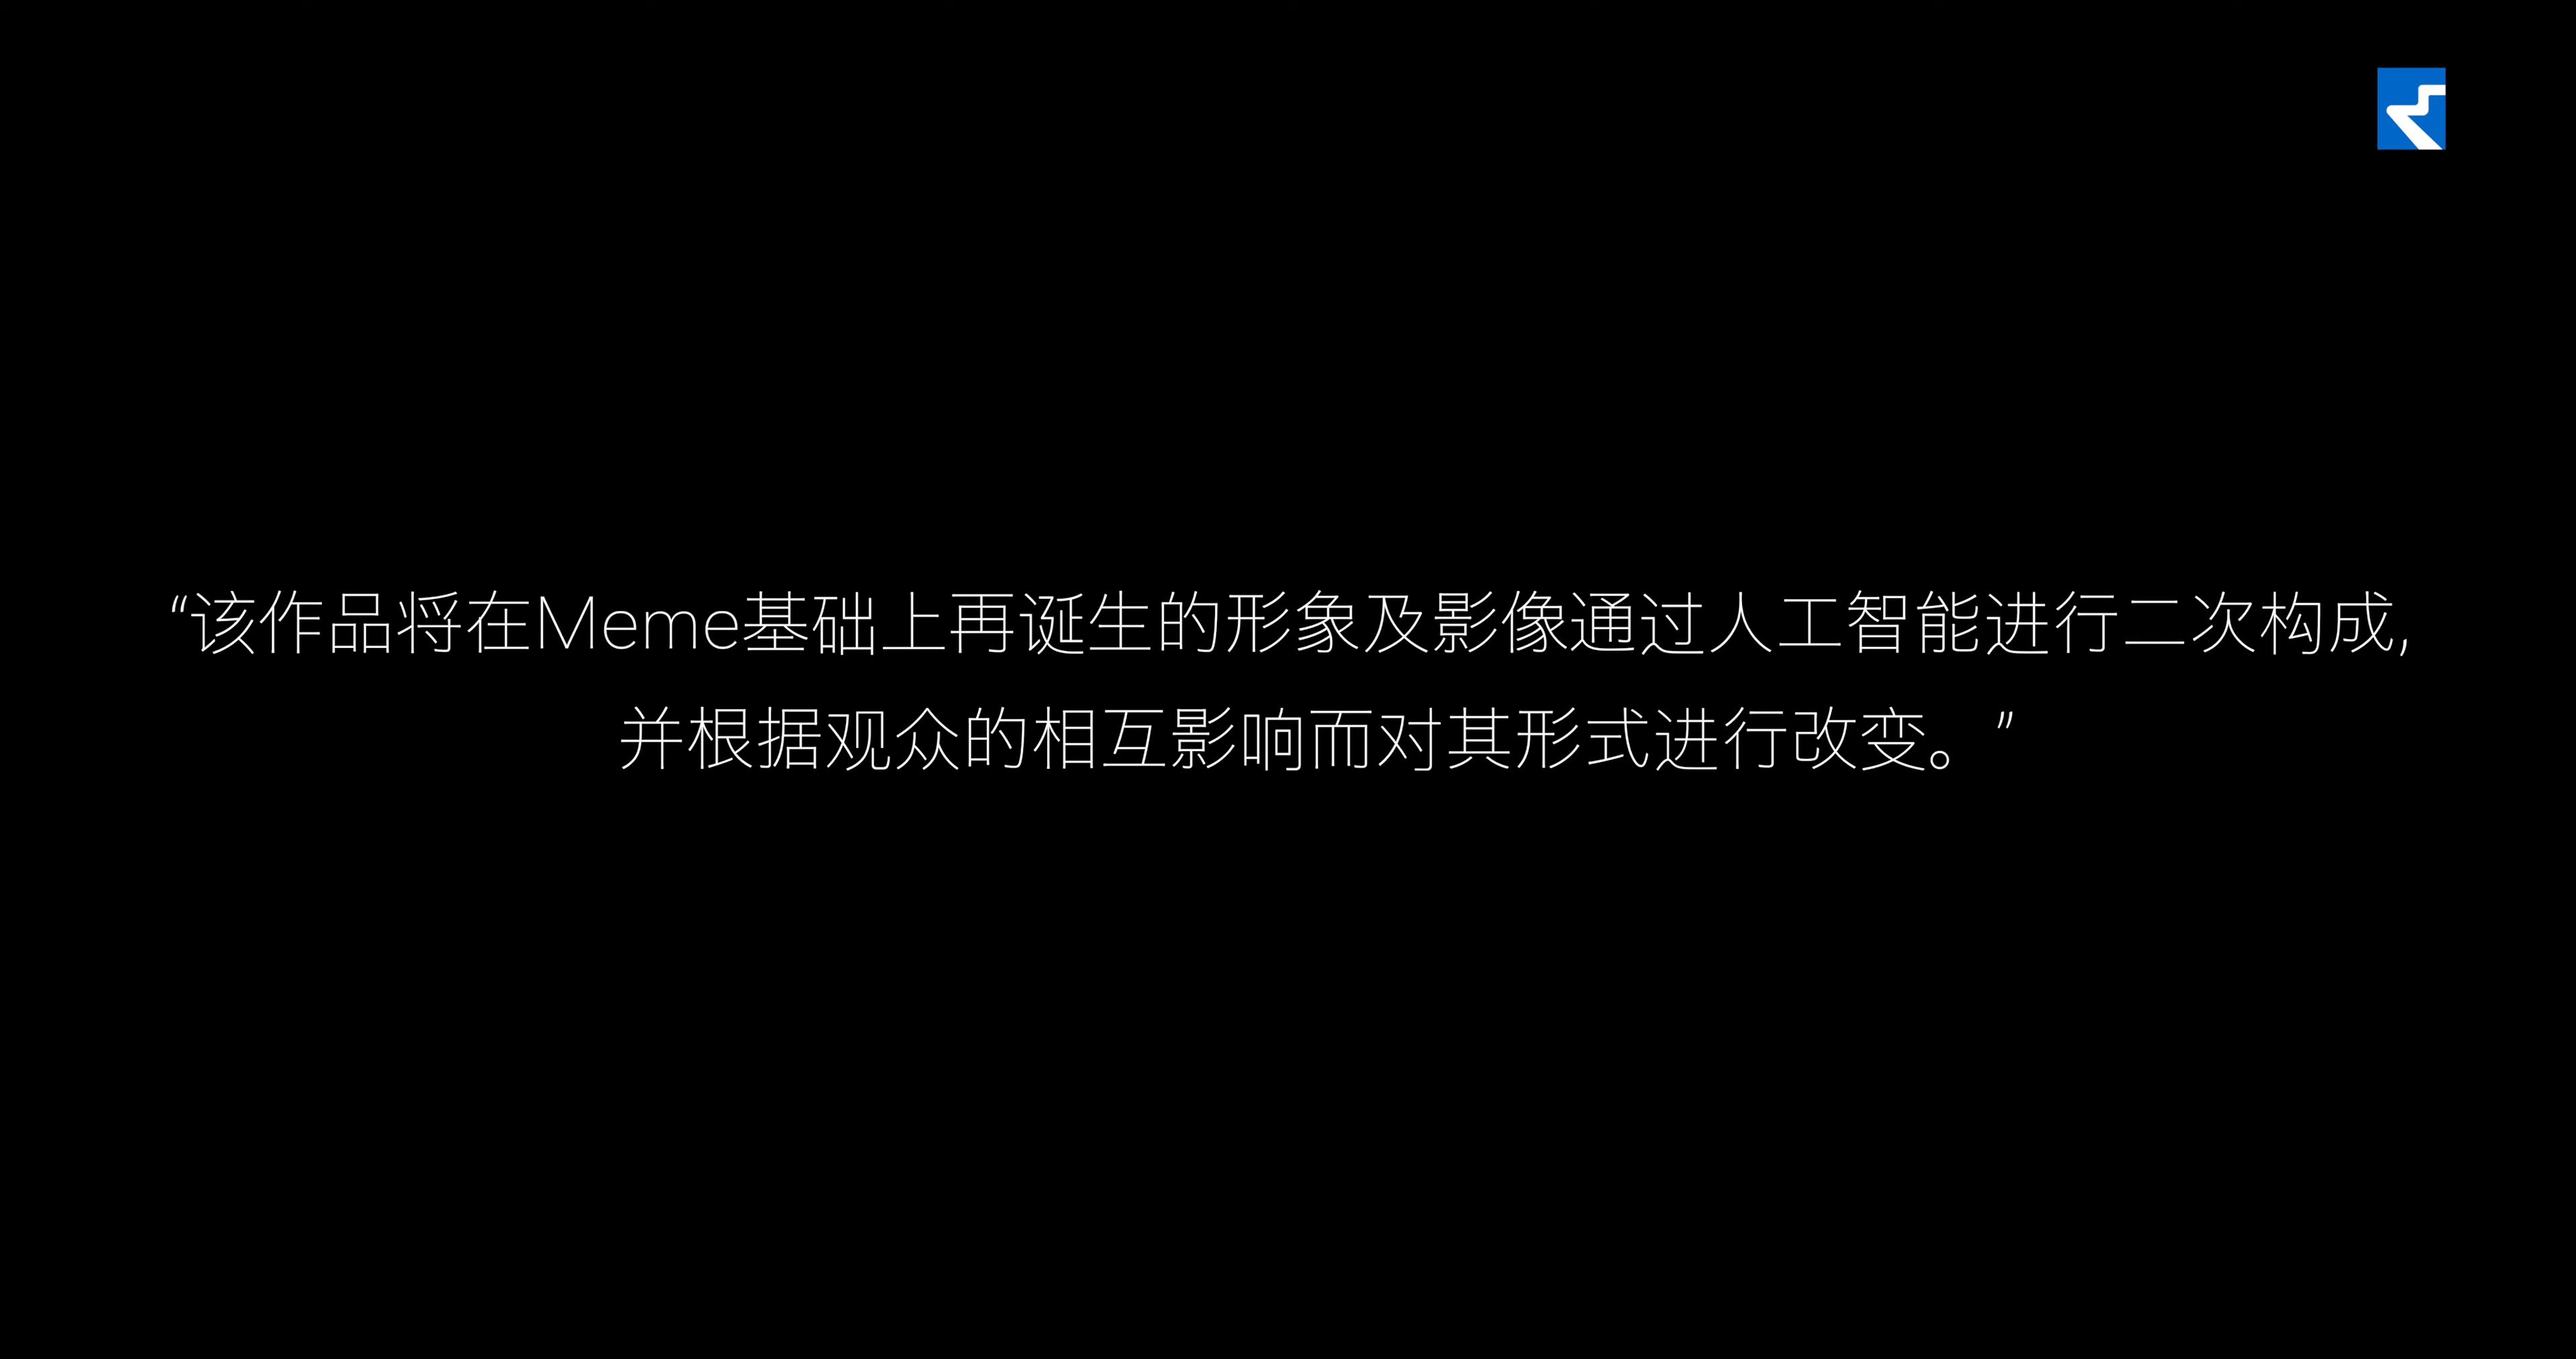 “该作品将在Meme基础上再诞生的形象及影像通过人工智能进行二次构成,
并根据观众的相互影响而对其形式进行改变。”